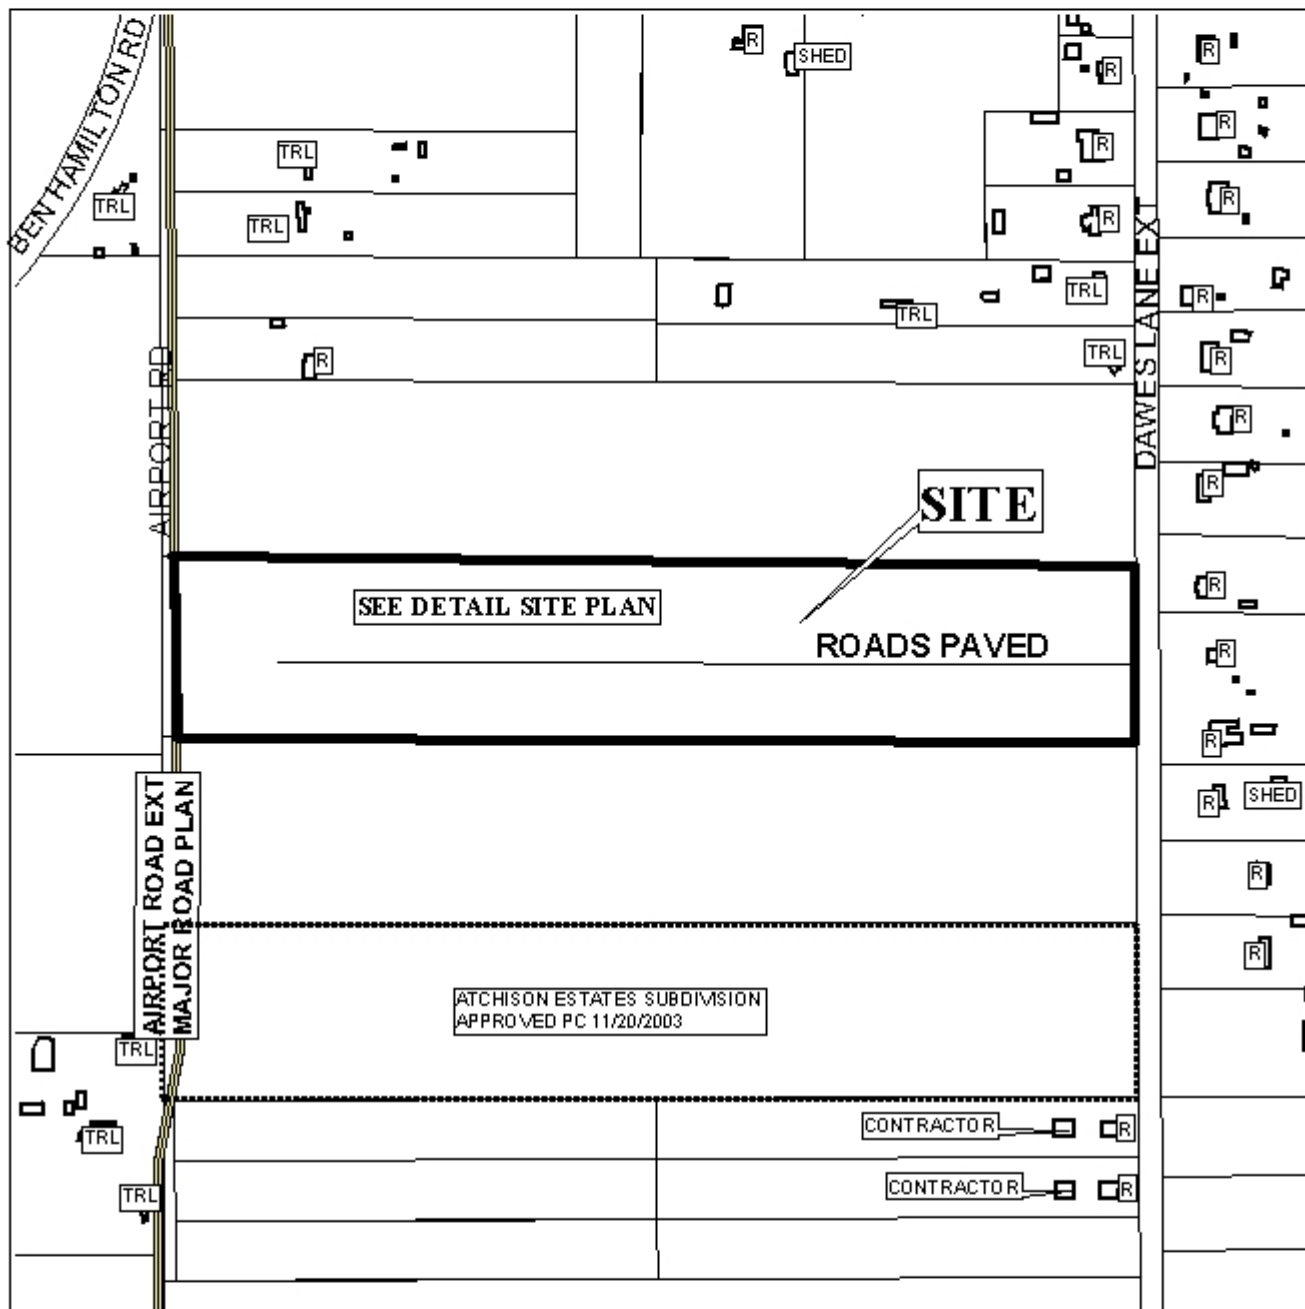 BEN HAMILTON RD
R
SHED
R
R
TRL
R
R
TRL
TRL
R
R
TRL
R
TRL
TRL
R
R
TRL
R
AIRPORT RD
DAWES LANE EXT
R
R
SITE
R
SEE DETAIL SITE PLAN
ROADS PAVED
R
R
AIRPORT ROAD EXT
MAJOR ROAD PLAN
R
SHED
R
R
ATCHISON ESTATES SUBDIVISION
APPROVED PC 11/20/2003
TRL
CONTRACTOR
R
TRL
CONTRACTOR
R
TRL